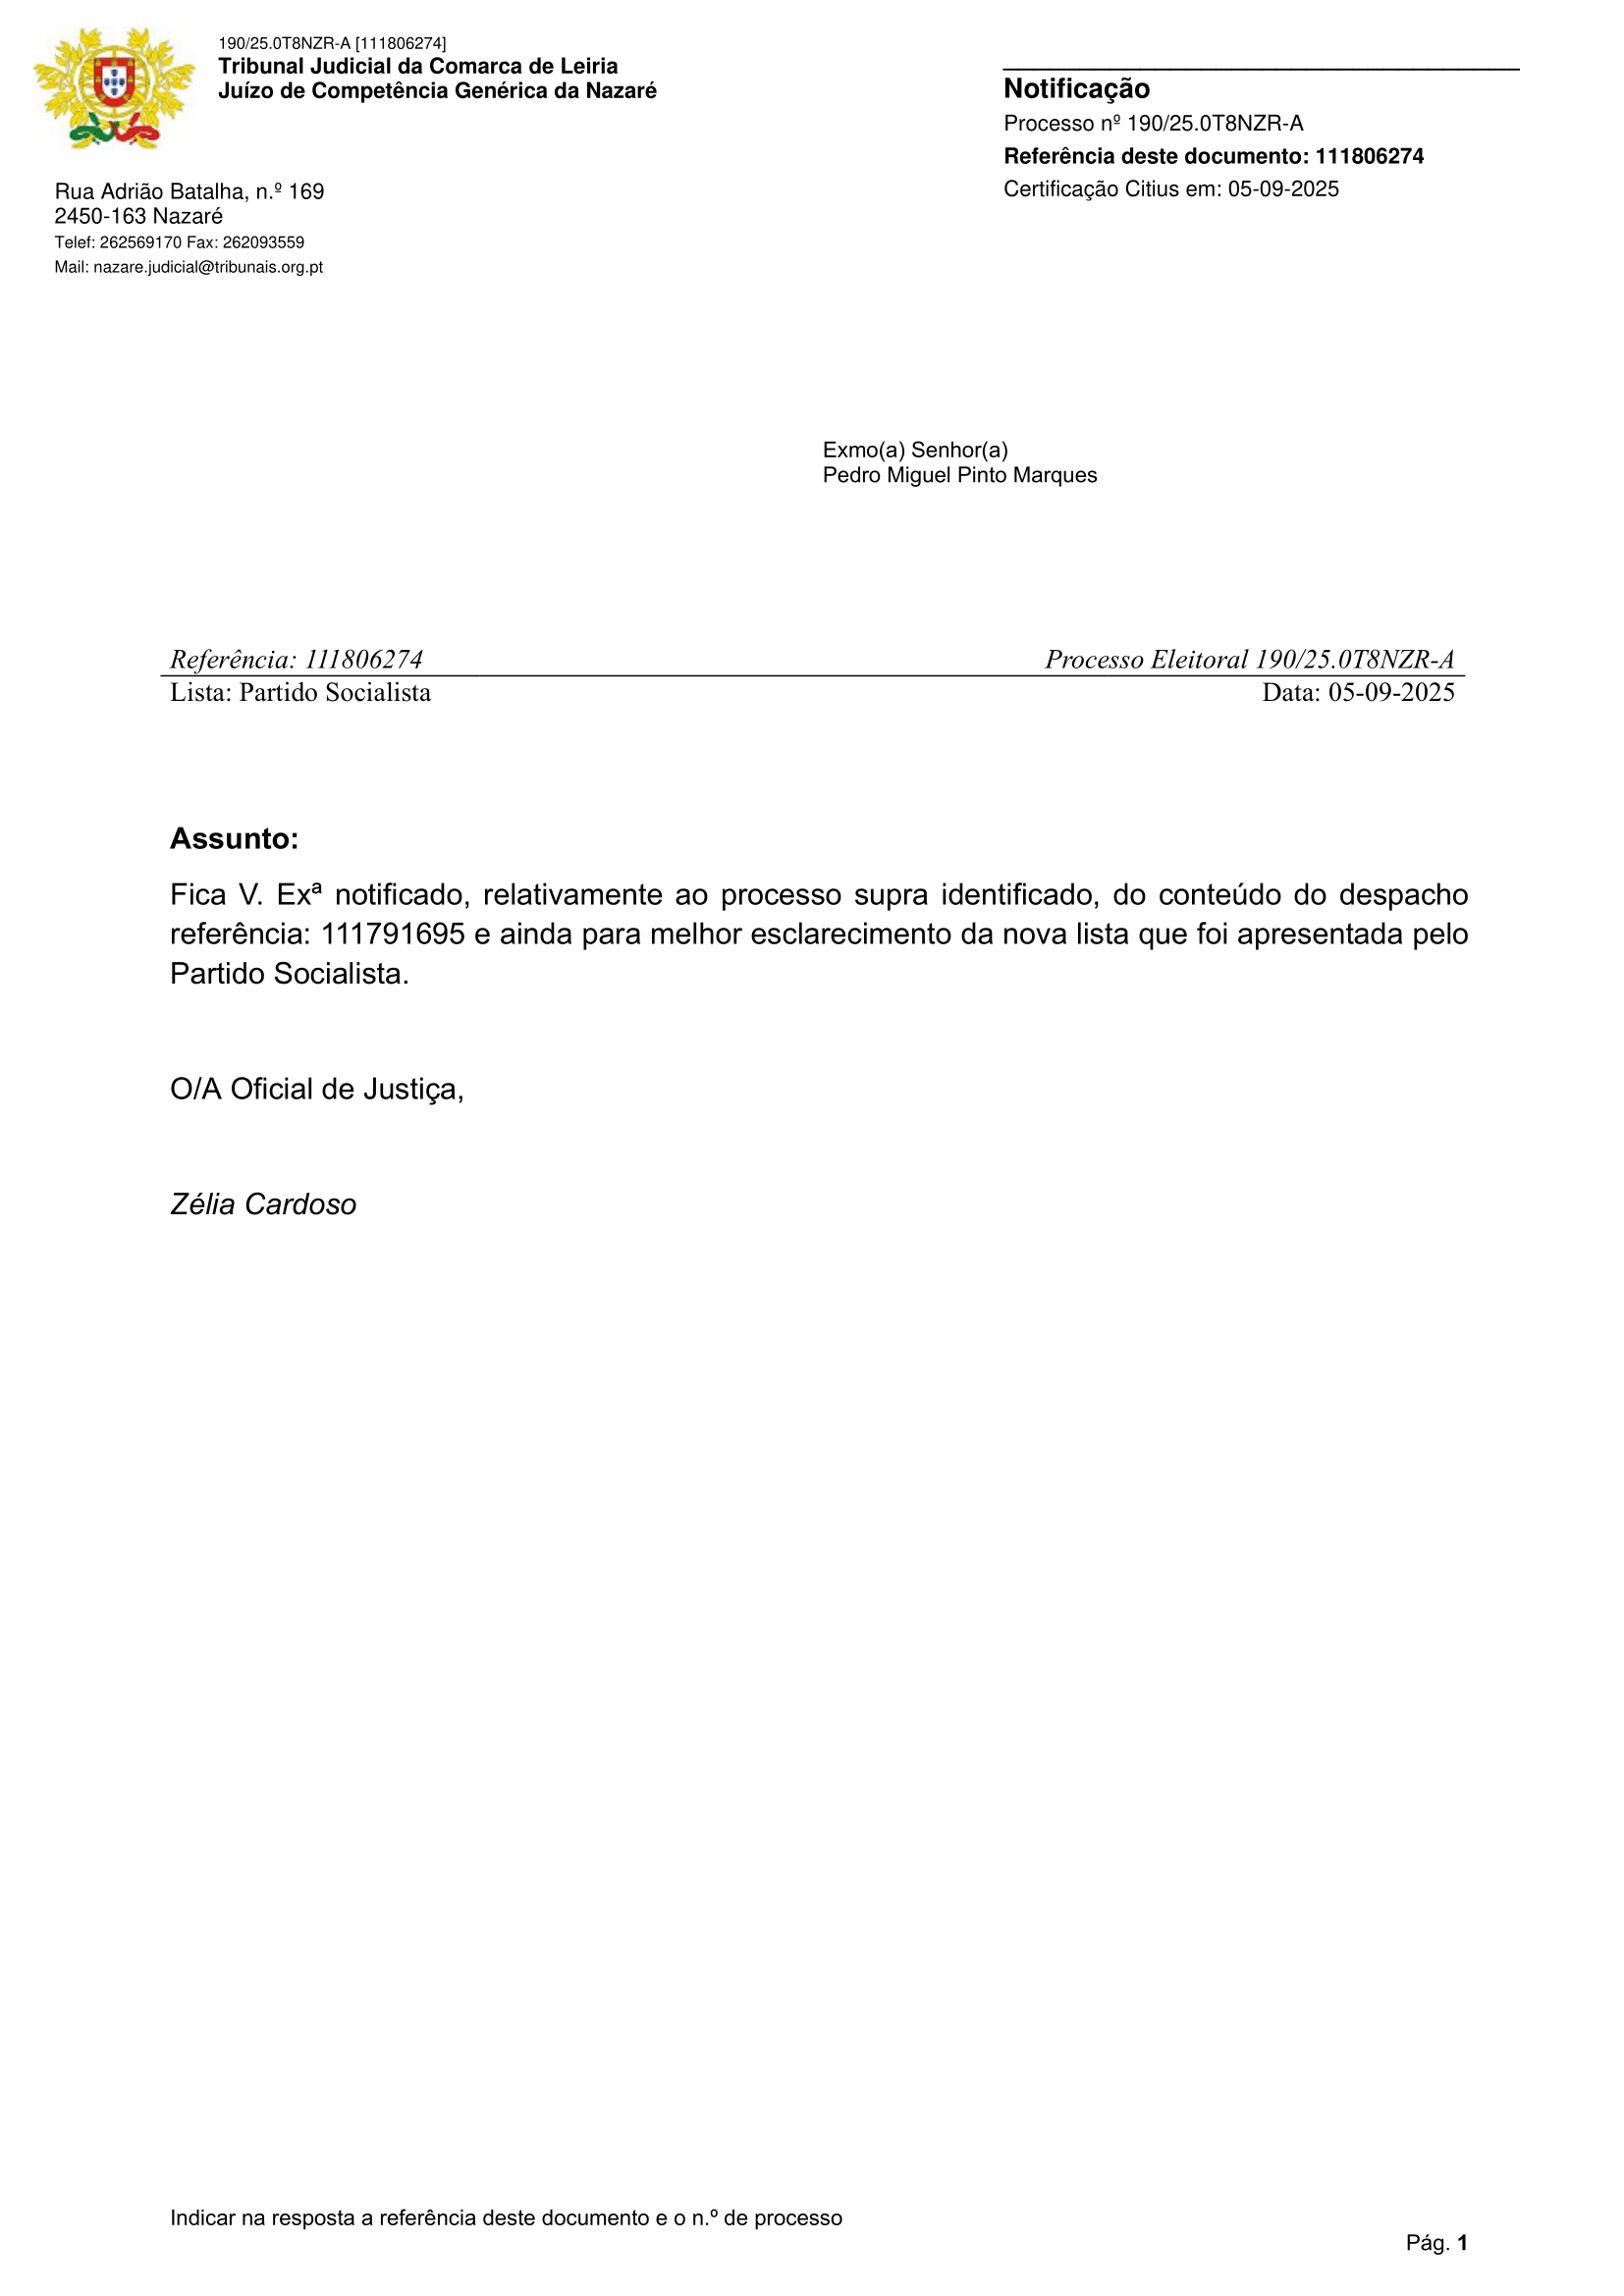 190/25.0T8NZR-A [111806274]
Tribunal Judicial da Comarca de Leiria
Juízo de Competência Genérica da Nazaré
Rua Adrião Batalha, n.º 169
2450-163 Nazaré
Telef: 262569170 Fax: 262093559
Mail: nazare.judicial@tribunais.org.pt
Notificação
Processo nº 190/25.0T8NZR-A
Referência deste documento: 111806274
Certificação Citius em: 05-09-2025
Exmo(a) Senhor(a)
Pedro Miguel Pinto Marques
Referência: 111806274 Processo Eleitoral 190/25.0T8NZR-A
Lista: Partido Socialista Data: 05-09-2025
Assunto:
Fica V. Exª notificado, relativamente ao processo supra identificado, do conteúdo do despacho
referência: 111791695 e ainda para melhor esclarecimento da nova lista que foi apresentada pelo
Partido Socialista.
O/A Oficial de Justiça,
Zélia Cardoso
Indicar na resposta a referência deste documento e o n.º de processo
Pág. 1